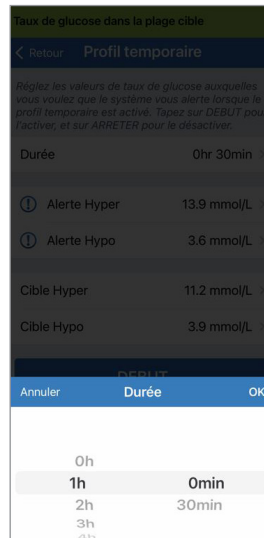 Taux de glucose dans la plage cible
Retour Profil temporaire
Réglez les valeurs de taux de glucose auxquelles
vous voulez que le système vous alerte lorsque le
profil temporaire est activé. Tapez sur DEBUT pou
l'activer, et sur ARRETER pour le désactiver.
Durée 0hr 30min
Alerte Hyper 13.9 mmol/L
Alerte Hypo 3.6 mmol/L
Cible Hyper 11.2 mmol/L
Cible Hypo 3.9 mmol/L
DEBUT
Annuler Durée OK
0h
1h 0min
2h 30min
3h